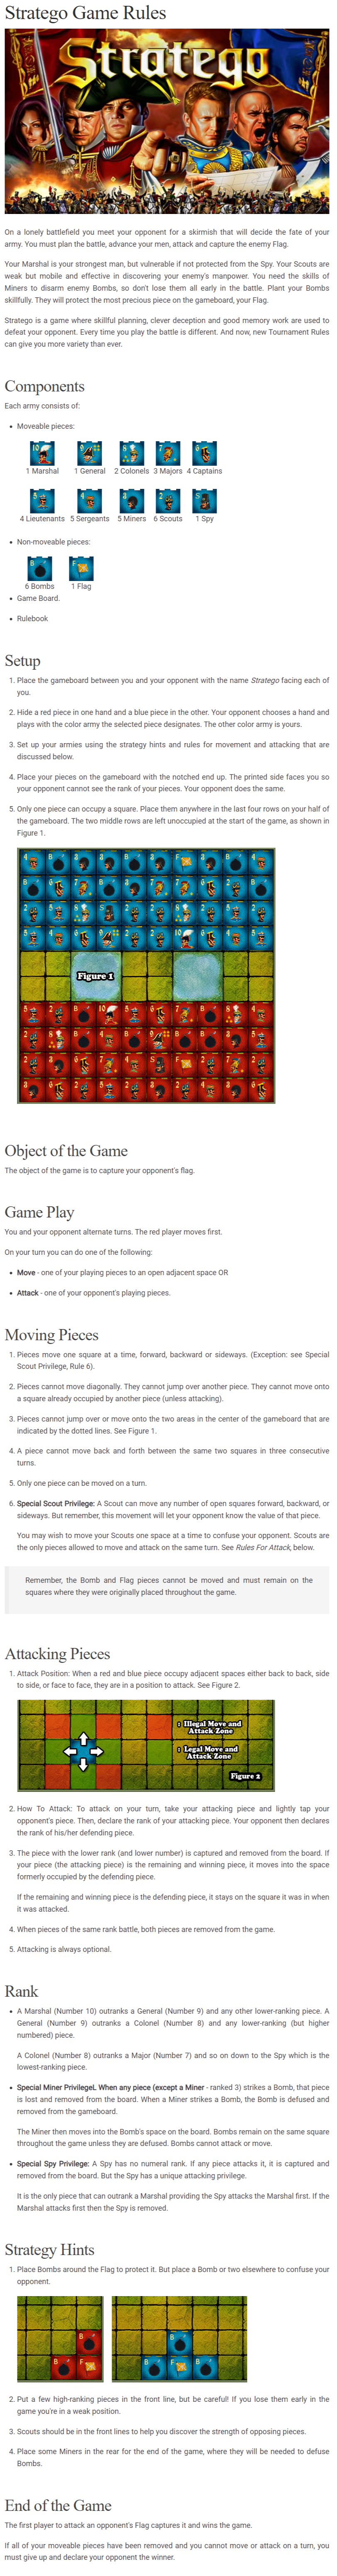 Stratego Game Rules
Stratego
On a lonely battlefield you meet your opponent for a skirmish that will decide the fate of your
army. You must plan the battle, advance your men, attack and capture the enemy Flag.
Your Marshal is your strongest man, but vulnerable if not protected from the Spy. Your Scouts are
weak but mobile and effective in discovering your enemy's manpower. You need the skills of
Miners to disarm enemy Bombs, so don't lose them all early in the battle. Plant your Bombs
skillfully. They will protect the most precious piece on the gameboard, your Flag.
Stratego is a game where skillful planning, clever deception and good memory work are used to
defeat your opponent. Every time you play the battle is different. And now, new Tournament Rules
can give you more variety than ever.
Components
Each army consists of:
• Moveable pieces:
10 9 8 7 6
1 Marshal 1 General 2 Colonels 3 Majors 4 Captains
5 4 3 2 S
4 Lieutenants 5 Sergeants 5 Miners 6 Scouts 1 Spy
• Non-moveable pieces:
B F
6 Bombs 1 Flag
• Game Board.
• Rulebook
Setup
1. Place the gameboard between you and your opponent with the name Stratego facing each of
you.
2. Hide a red piece in one hand and a blue piece in the other. Your opponent chooses a hand and
plays with the color army the selected piece designates. The other color army is yours.
3. Set up your armies using the strategy hints and rules for movement and attacking that are
discussed below.
4. Place your pieces on the gameboard with the notched end up. The printed side faces you so
your opponent cannot see the rank of your pieces. Your opponent does the same.
5. Only one piece can occupy a square. Place them anywhere in the last four rows on your half of
the gameboard. The two middle rows are left unoccupied at the start of the game, as shown in
Figure 1.
Figure 1
Object of the Game
The object of the game is to capture your opponent's flag.
Game Play
You and your opponent alternate turns. The red player moves first.
On your turn you can do one of the following:
• Move - one of your playing pieces to an open adjacent space OR
• Attack - one of your opponent's playing pieces.
Moving Pieces
1. Pieces move one square at a time, forward, backward or sideways. (Exception: see Special
Scout Privilege, Rule 6).
2. Pieces cannot move diagonally. They cannot jump over another piece. They cannot move onto
a square already occupied by another piece (unless attacking).
3. Pieces cannot jump over or move onto the two areas in the center of the gameboard that are
indicated by the dotted lines. See Figure 1.
4. A piece cannot move back and forth between the same two squares in three consecutive
turns.
5. Only one piece can be moved on a turn.
6. Special Scout Privilege: A Scout can move any number of open squares forward, backward, or
sideways. But remember, this movement will let your opponent know the value of that piece.
You may wish to move your Scouts one space at a time to confuse your opponent. Scouts are
the only pieces allowed to move and attack on the same turn. See Rules For Attack, below.
Remember, the Bomb and Flag pieces cannot be moved and must remain on the
squares where they were originally placed throughout the game.
Attacking Pieces
1. Attack Position: When a red and blue piece occupy adjacent spaces either back to back, side
to side, or face to face, they are in a position to attack. See Figure 2.
: Illegal Move and
Attack Zone
: Legal Move and
Attack Zone
Figure 2
2. How To Attack: To attack on your turn, take your attacking piece and lightly tap your
opponent's piece. Then, declare the rank of your attacking piece. Your opponent then declares
the rank of his/her defending piece.
3. The piece with the lower rank (and lower number) is captured and removed from the board. If
your piece (the attacking piece) is the remaining and winning piece, it moves into the space
formerly occupied by the defending piece.
If the remaining and winning piece is the defending piece, it stays on the square it was in when
it was attacked.
4. When pieces of the same rank battle, both pieces are removed from the game.
5. Attacking is always optional.
Rank
• A Marshal (Number 10) outranks a General (Number 9) and any other lower-ranking piece. A
General (Number 9) outranks a Colonel (Number 8) and any lower-ranking (but higher
numbered) piece.
A Colonel (Number 8) outranks a Major (Number 7) and so on down to the Spy which is the
lowest-ranking piece.
• Special Miner PrivilegeL When any piece (except a Miner - ranked 3) strikes a Bomb, that piece
is lost and removed from the board. When a Miner strikes a Bomb, the Bomb is defused and
removed from the gameboard.
The Miner then moves into the Bomb's space on the board. Bombs remain on the same square
throughout the game unless they are defused. Bombs cannot attack or move.
• Special Spy Privilege: A Spy has no numeral rank. If any piece attacks it, it is captured and
removed from the board. But the Spy has a unique attacking privilege.
It is the only piece that can outrank a Marshal providing the Spy attacks the Marshal first. If the
Marshal attacks first then the Spy is removed.
Strategy Hints
1. Place Bombs around the Flag to protect it. But place a Bomb or two elsewhere to confuse your
opponent.
B B
B F B F B
2. Put a few high-ranking pieces in the front line, but be careful! If you lose them early in the
game you're in a weak position.
3. Scouts should be in the front lines to help you discover the strength of opposing pieces.
4. Place some Miners in the rear for the end of the game, where they will be needed to defuse
Bombs.
End of the Game
The first player to attack an opponent's Flag captures it and wins the game.
If all of your moveable pieces have been removed and you cannot move or attack on a turn, you
must give up and declare your opponent the winner.